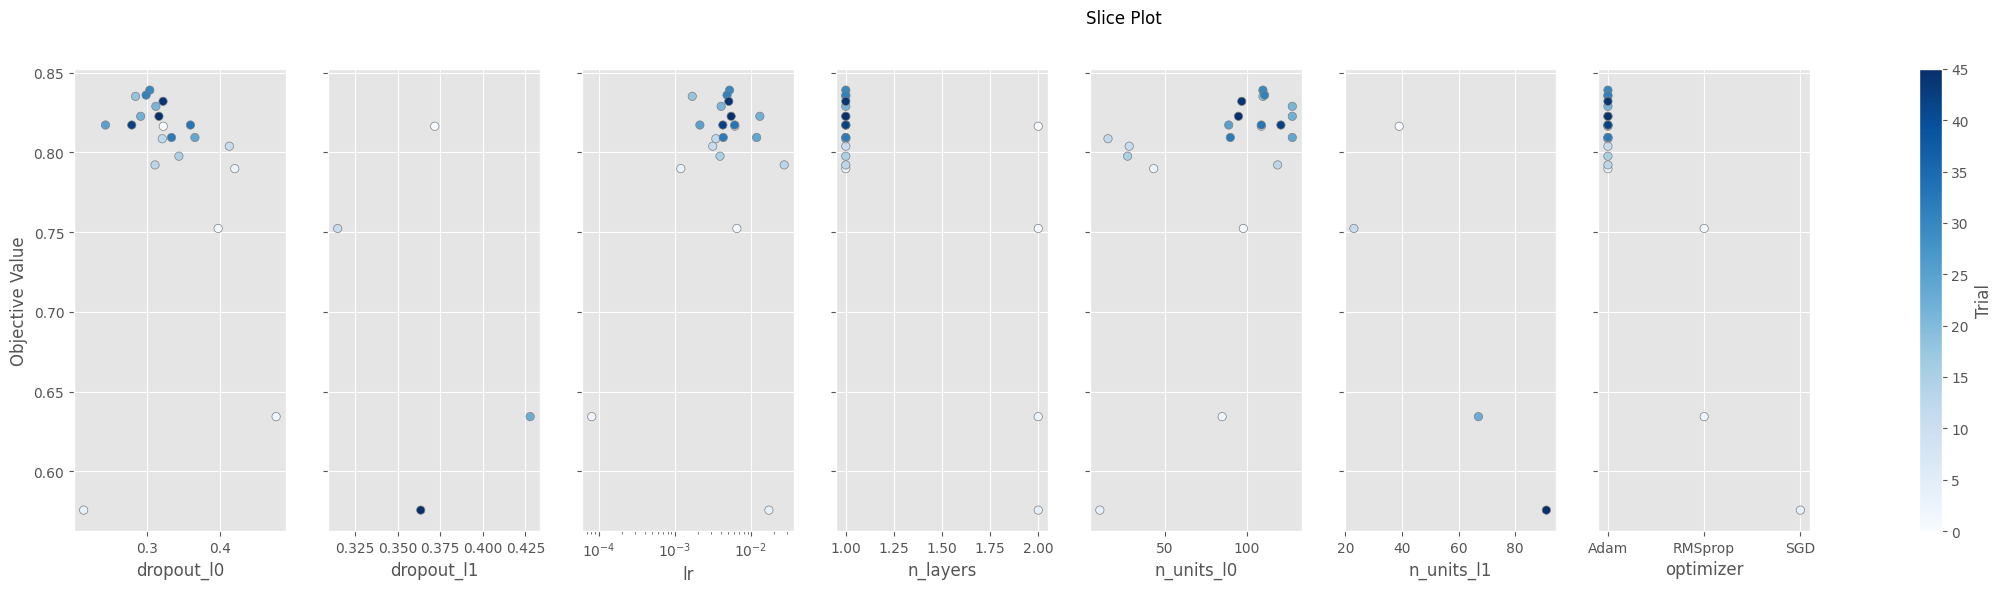 Slice Plot
Objective Value
0.85
0.80
0.75
0.70
0.65
0.60
0.3 0.4
dropout_l0
0.325 0.350 0.375 0.400 0.425
dropout_l1
10⁻⁴ 10⁻³ 10⁻²
lr
1.00 1.25 1.50 1.75 2.00
n_layers
50 100
n_units_l0
20 40 60 80
n_units_l1
Adam RMSprop SGD
optimizer
45
40
35
30
25
20
15
10
5
0
Trial